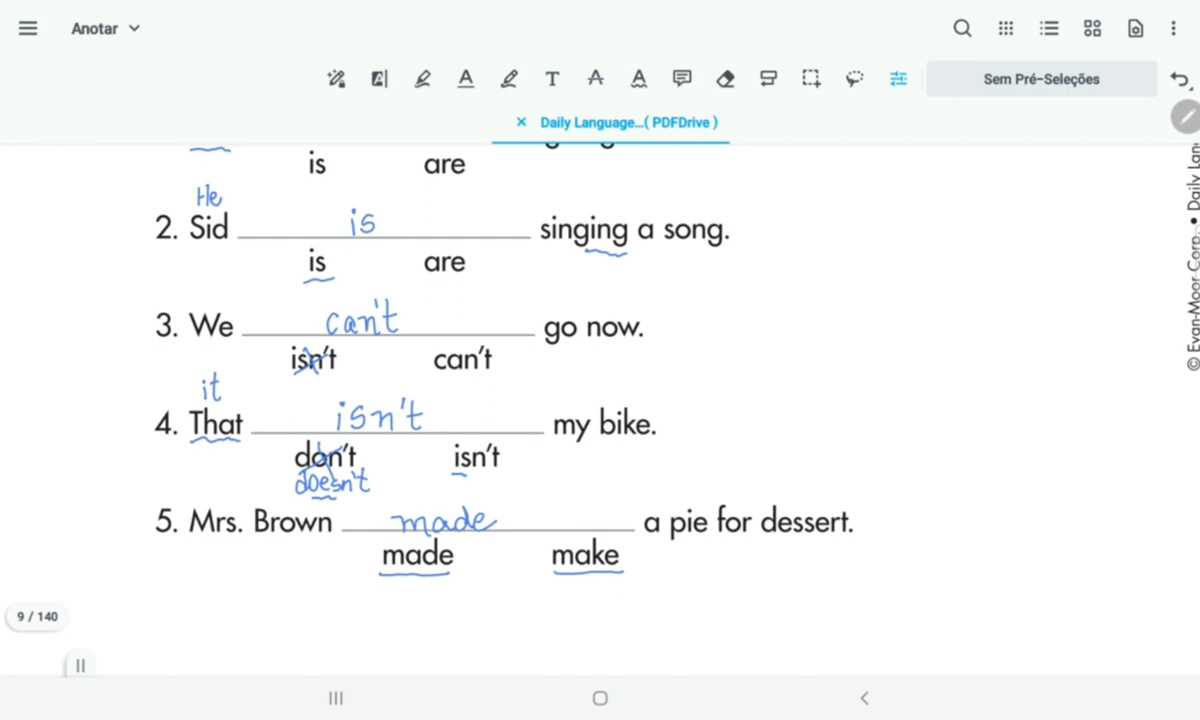 Anotar
Sem Pré-Seleções
Daily Language…( PDFDrive )
is are
He
2. Sid is singing a song.
is are
3. We can't go now.
isn't can't
it
4. That isn't my bike.
don't isn't
doesn't
5. Mrs. Brown made a pie for dessert.
made make
9 / 140
© Evan-Moor Corp. • Daily Lan